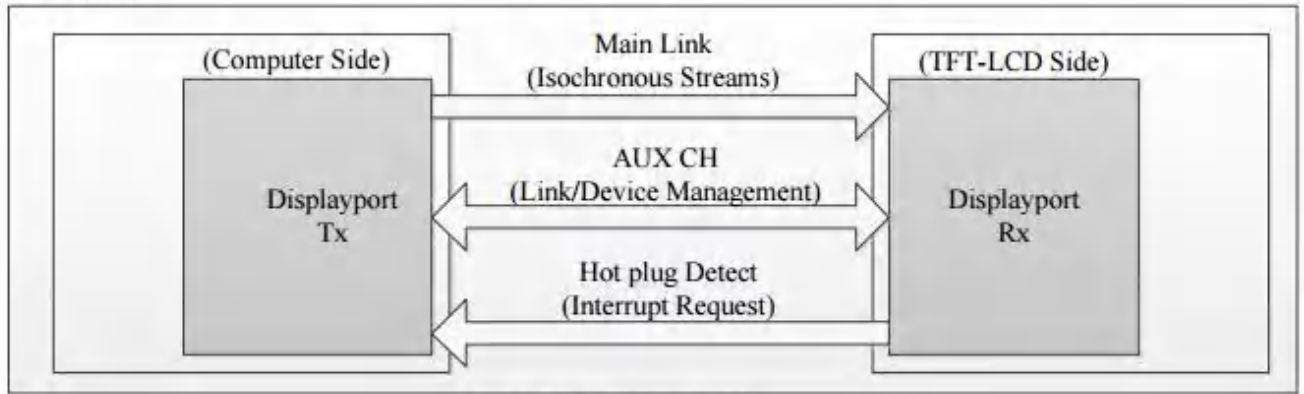 (Computer Side)
Main Link
(Isochronous Streams)
(TFT-LCD Side)
AUX CH
(Link/Device Management)
Displayport
Tx
Displayport
Rx
Hot plug Detect
(Interrupt Request)